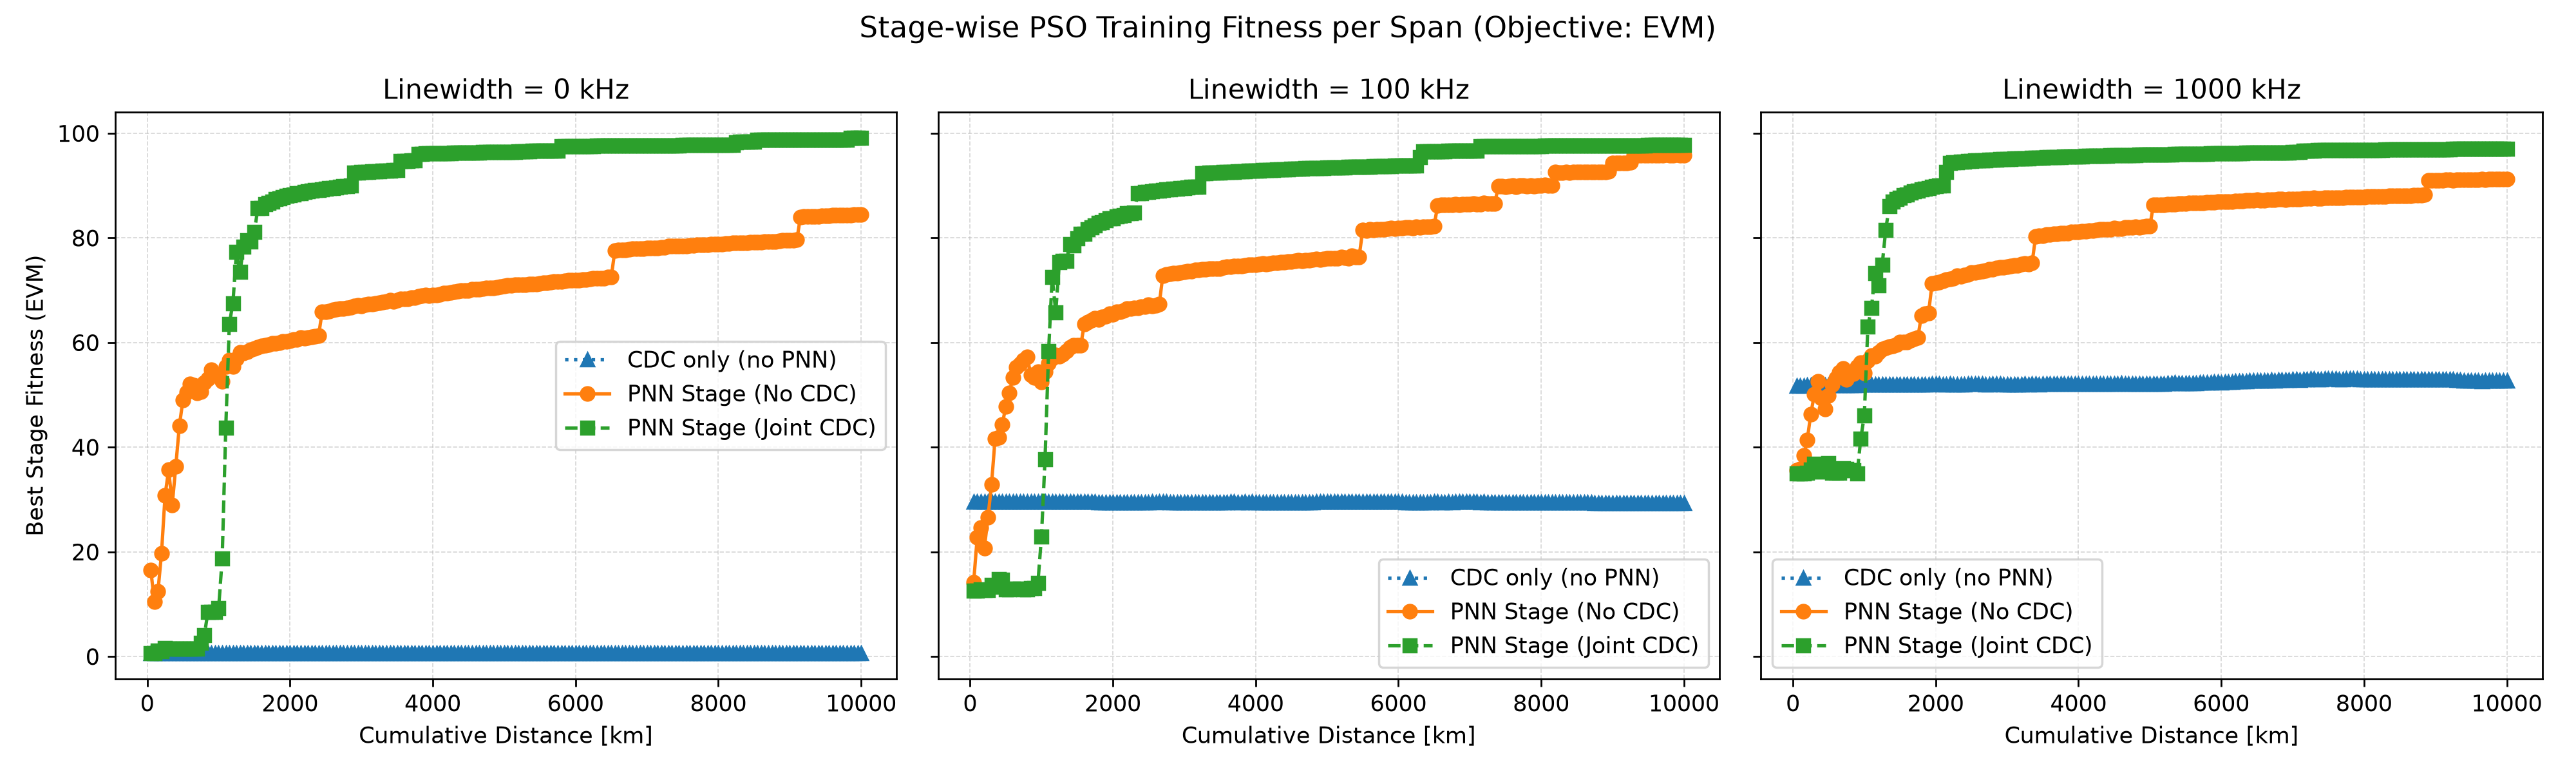 Stage-wise PSO Training Fitness per Span (Objective: EVM)
Linewidth = 0 kHz
Best Stage Fitness (EVM)
100
80
60
40
20
0
CDC only (no PNN)
PNN Stage (No CDC)
PNN Stage (Joint CDC)
0 2000 4000 6000 8000 10000
Cumulative Distance [km]
Linewidth = 100 kHz
CDC only (no PNN)
PNN Stage (No CDC)
PNN Stage (Joint CDC)
0 2000 4000 6000 8000 10000
Cumulative Distance [km]
Linewidth = 1000 kHz
CDC only (no PNN)
PNN Stage (No CDC)
PNN Stage (Joint CDC)
0 2000 4000 6000 8000 10000
Cumulative Distance [km]